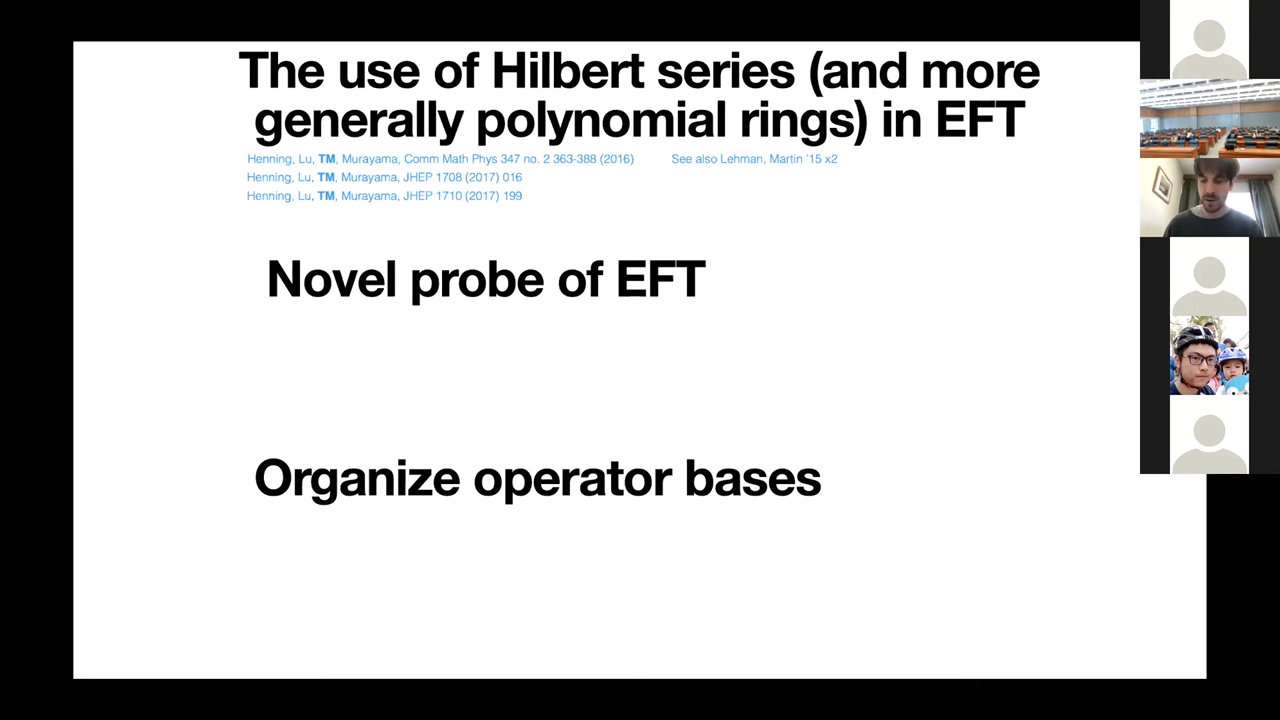 The use of Hilbert series (and more
generally polynomial rings) in EFT
Henning, Lu, TM, Murayama, Comm Math Phys 347 no. 2 363-388 (2016)
See also Lehman, Martin '15 x2
Henning, Lu, TM, Murayama, JHEP 1708 (2017) 016
Henning, Lu, TM, Murayama, JHEP 1710 (2017) 199
Novel probe of EFT
Organize operator bases